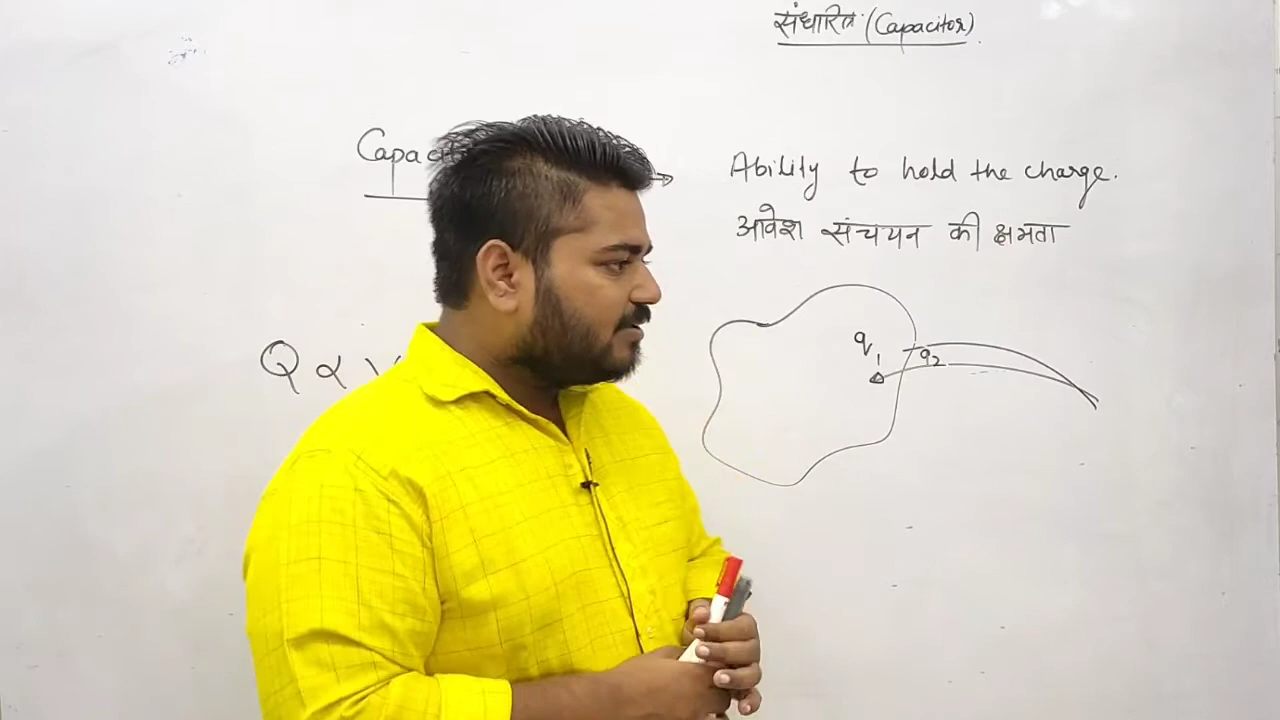 संधारित्र (Capacitor)
Ability to hold the charge.
आवेश संचयन की क्षमता
Q α V
q1
q2